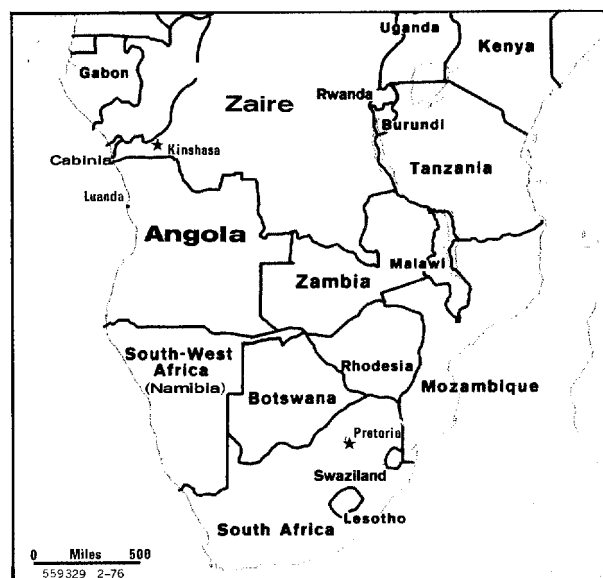 Uganda
Kenya
Gabon
Zaire
Rwanda
Burundi
Kinshasa
Cabinia
Tanzania
Luanda
Angola
Malawi
Zambia
South-West
Africa
(Namibia)
Rhodesia
Mozambique
Botswana
Pretoria
Swaziland
Lesotho
South Africa
0 Miles 500
559329 2-76